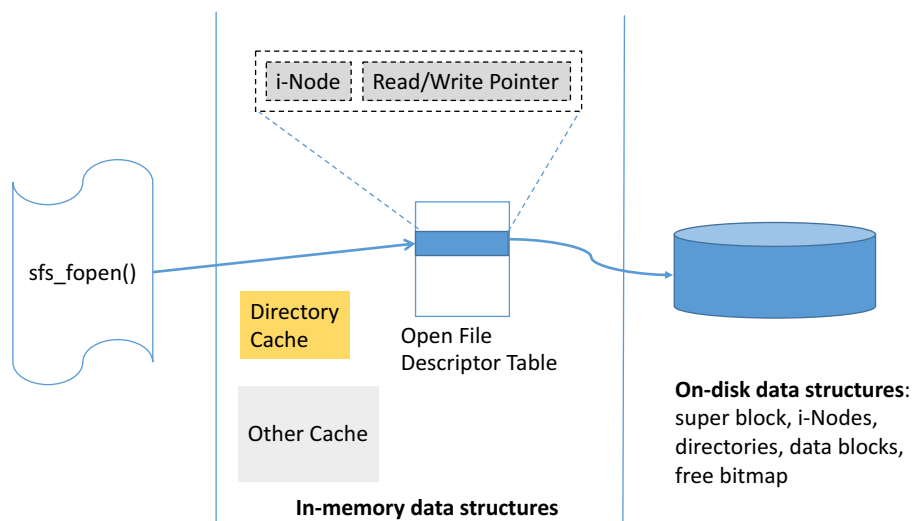 i-Node
Read/Write Pointer
sfs_fopen()
Directory
Cache
Open File
Descriptor Table
Other Cache
On-disk data structures:
super block, i-Nodes,
directories, data blocks,
free bitmap
In-memory data structures